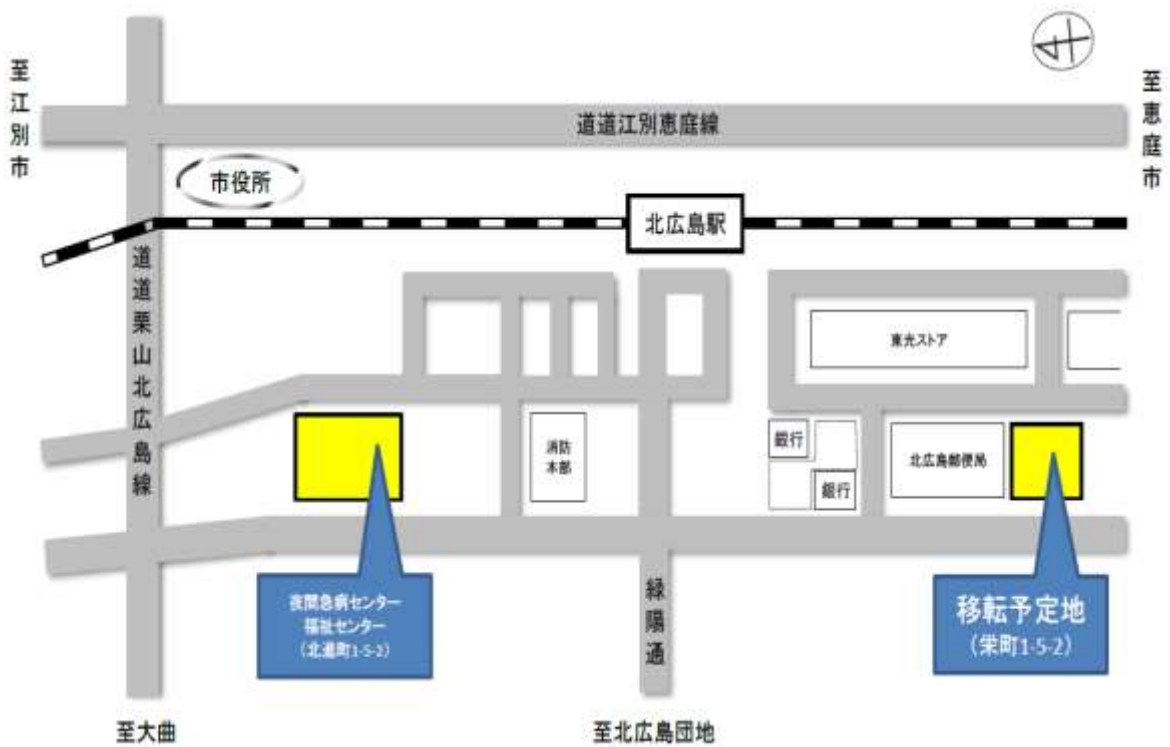 至江別市
至恵庭市
道道江別恵庭線
市役所
北広島駅
道道栗山北広島線
東光ストア
消防
本部
銀行
銀行
北広島郵便局
夜間急病センター
福祉センター
（北進町1-5-2）
緑陽通
移転予定地
（栄町1-5-2）
至大曲
至北広島団地